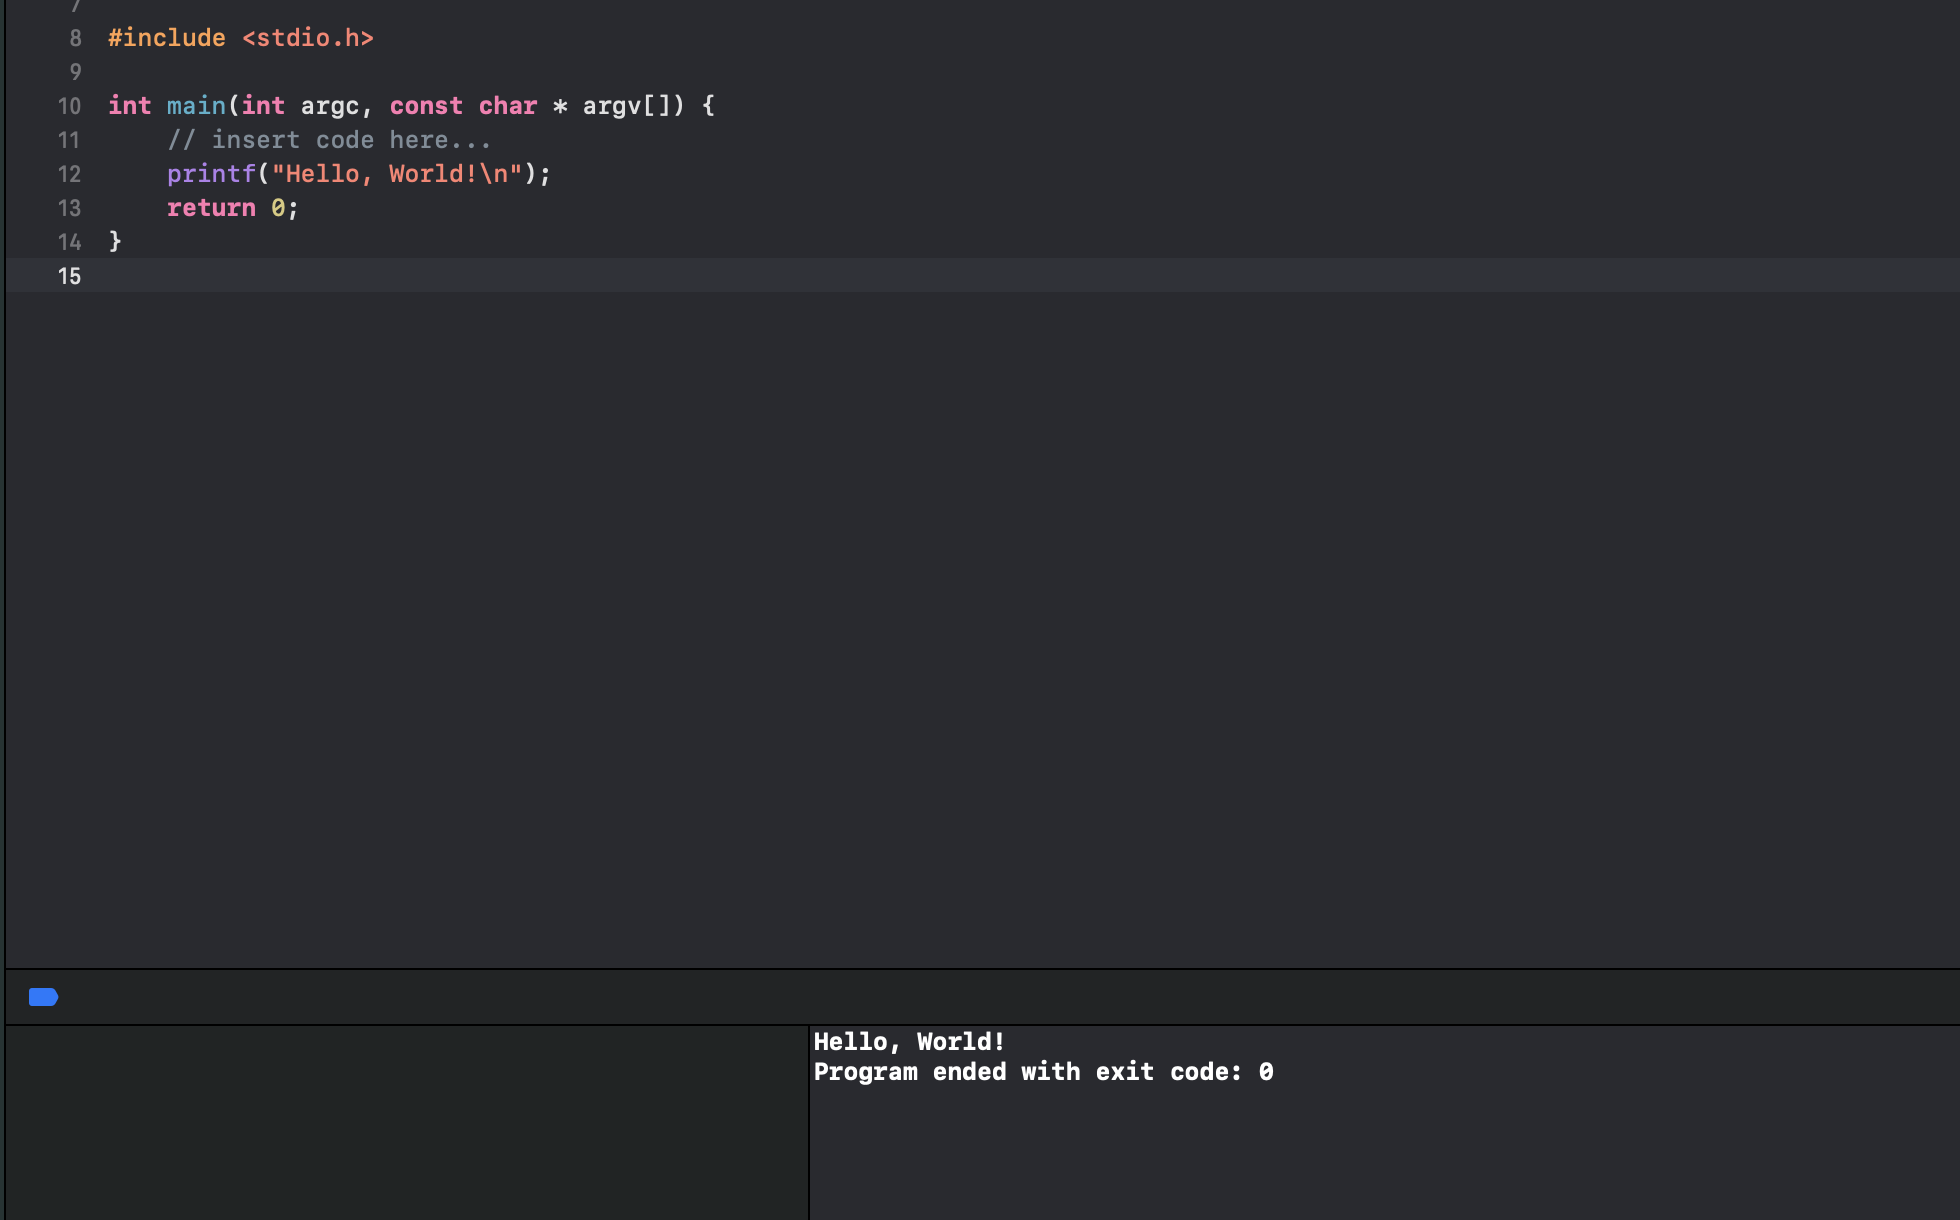 7
8 #include <stdio.h>
9
10 int main(int argc, const char * argv[]) {
11     // insert code here...
12     printf("Hello, World!\n");
13     return 0;
14 }
15
Hello, World!
Program ended with exit code: 0